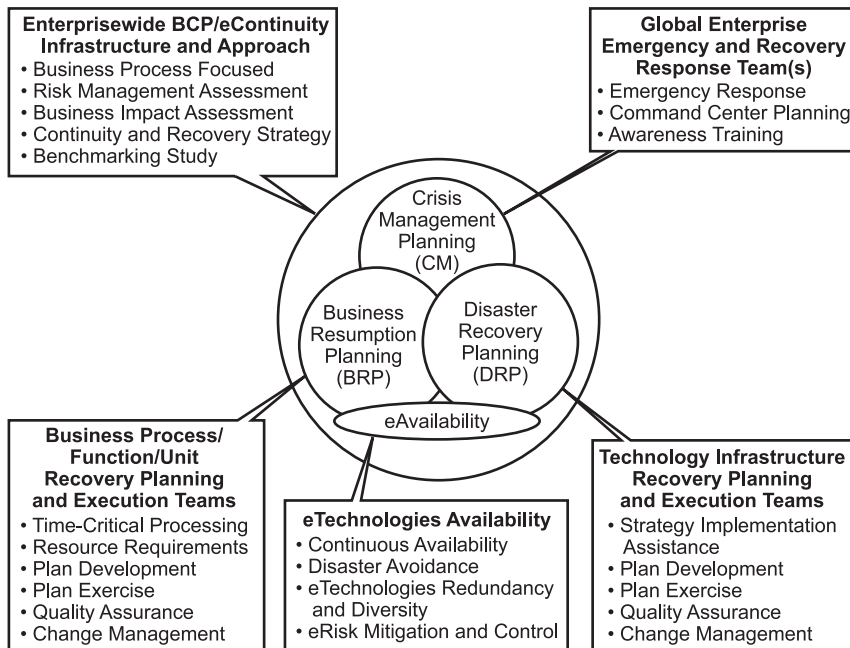 Enterprisewide BCP/eContinuity
Infrastructure and Approach
• Business Process Focused
• Risk Management Assessment
• Business Impact Assessment
• Continuity and Recovery Strategy
• Benchmarking Study
Global Enterprise
Emergency and Recovery
Response Team(s)
• Emergency Response
• Command Center Planning
• Awareness Training
Crisis
Management
Planning
(CM)
Business
Resumption
Planning
(BRP)
Disaster
Recovery
Planning
(DRP)
eAvailability
Business Process/
Function/Unit
Recovery Planning
and Execution Teams
• Time-Critical Processing
• Resource Requirements
• Plan Development
• Plan Exercise
• Quality Assurance
• Change Management
eTechnologies Availability
• Continuous Availability
• Disaster Avoidance
• eTechnologies Redundancy
and Diversity
• eRisk Mitigation and Control
Technology Infrastructure
Recovery Planning
and Execution Teams
• Strategy Implementation
Assistance
• Plan Development
• Plan Exercise
• Quality Assurance
• Change Management